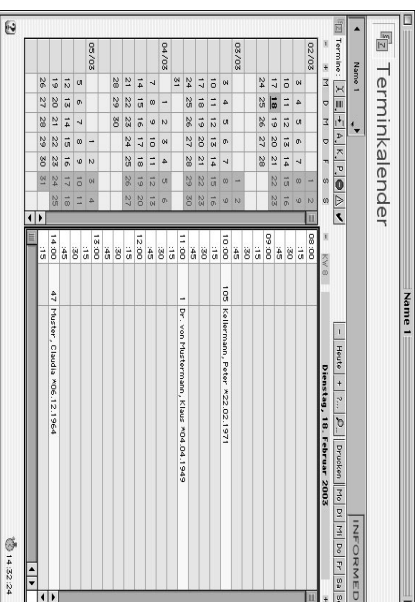 Name 1
Terminkalender
Name 1
INFORMED
Termine: A. K. P. - Heute + ?... Drucken Mo Di Mi Do Fr Sa So
M D M D F S S
KW 8 Dienstag, 18. Februar 2003
02/03 1 2
3 4 5 6 7 8 9
10 11 12 13 14 15 16
17 18 19 20 21 22 23
24 25 26 27 28
03/03 1 2
3 4 5 6 7 8 9
10 11 12 13 14 15 16
17 18 19 20 21 22 23
24 25 26 27 28 29 30
31
04/03 1 2 3 4 5 6
7 8 9 10 11 12 13
14 15 16 17 18 19 20
21 22 23 24 25 26 27
28 29 30
05/03 1 2 3 4
5 6 7 8 9 10 11
12 13 14 15 16 17 18
19 20 21 22 23 24 25
26 27 28 29 30 31
08:00
:15
:30
:45
09:00
:15
:30
:45
10:00 105 Kellermann, Peter *22.02.1971
:15
:30
:45
11:00 1 Dr. von Mustermann, Klaus *04.04.1949
:15
:30
:45
12:00
:15
:30
:45
13:00
:15
:30
:45
14:00 47 Muster, Claudia *06.12.1964
:15
14:32:24